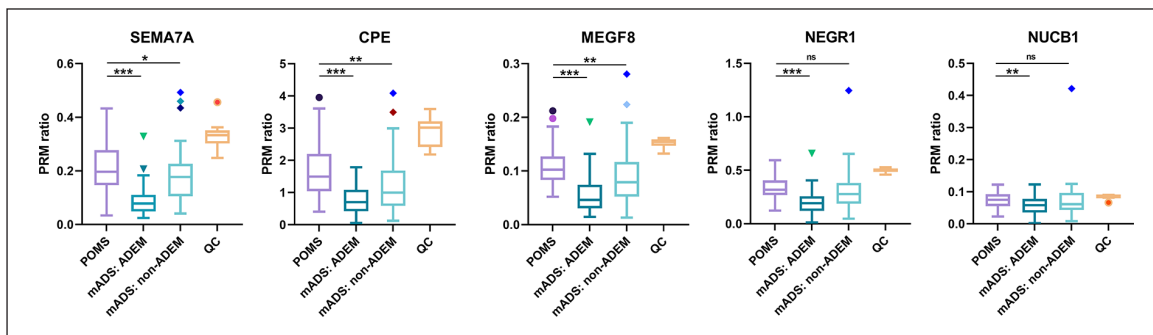 SEMA7A
PRM ratio
0.6
0.4
0.2
0.0
*
***
POMS
mADS: ADEM
mADS: non-ADEM
QC
CPE
PRM ratio
5
4
3
2
1
0
**
***
POMS
mADS: ADEM
mADS: non-ADEM
QC
MEGF8
PRM ratio
0.3
0.2
0.1
0.0
**
***
POMS
mADS: ADEM
mADS: non-ADEM
QC
NEGR1
PRM ratio
1.5
1.0
0.5
0.0
ns
***
POMS
mADS: ADEM
mADS: non-ADEM
QC
NUCB1
PRM ratio
0.5
0.4
0.3
0.2
0.1
0.0
ns
**
POMS
mADS: ADEM
mADS: non-ADEM
QC